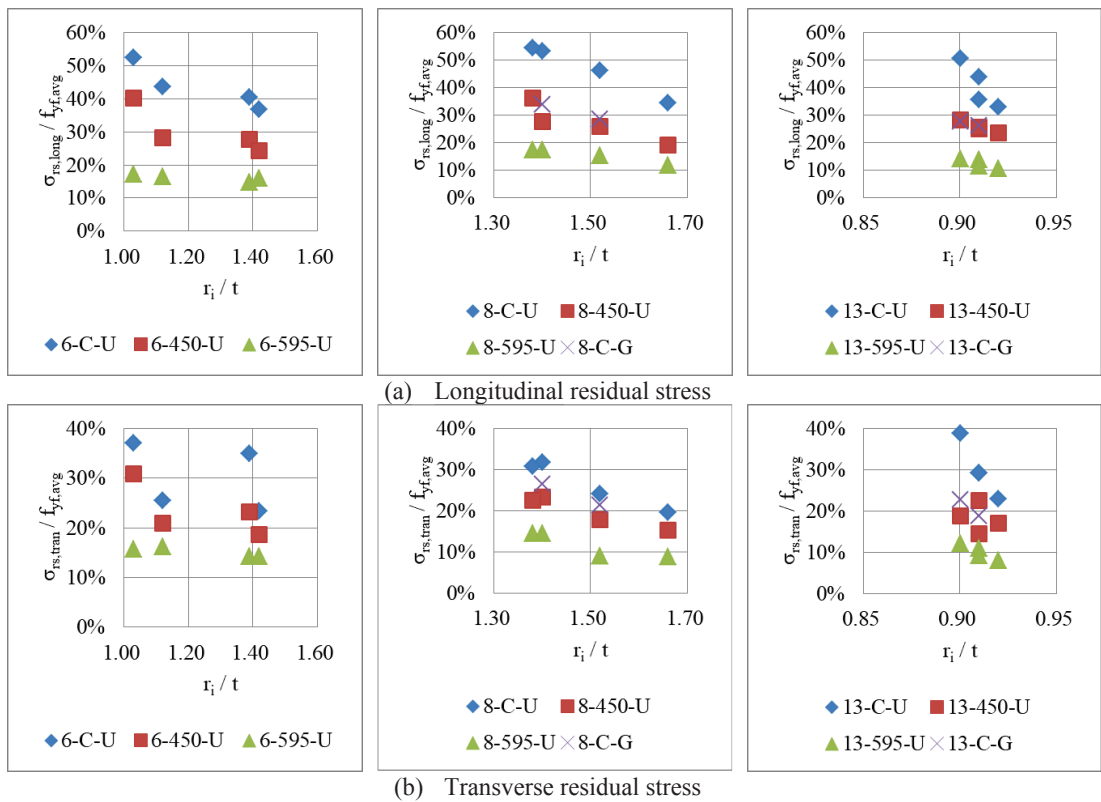 60%
50%
40%
30%
20%
10%
0%
σrs,long / fyf,avg
1.00 1.20 1.40 1.60
ri / t
6-C-U 6-450-U 6-595-U
60%
50%
40%
30%
20%
10%
0%
σrs,long / fyf,avg
1.30 1.50 1.70
ri / t
8-C-U 8-450-U
8-595-U 8-C-G
60%
50%
40%
30%
20%
10%
0%
σrs,long / fyf,avg
0.85 0.90 0.95
ri / t
13-C-U 13-450-U
13-595-U 13-C-G
(a) Longitudinal residual stress
40%
30%
20%
10%
0%
σrs,tran / fyf,avg
1.00 1.20 1.40 1.60
ri / t
6-C-U 6-450-U 6-595-U
40%
30%
20%
10%
0%
σrs,tran / fyf,avg
1.30 1.50 1.70
ri / t
8-C-U 8-450-U
8-595-U 8-C-G
40%
30%
20%
10%
0%
σrs,tran / fyf,avg
0.85 0.90 0.95
ri / t
13-C-U 13-450-U
13-595-U 13-C-G
(b) Transverse residual stress